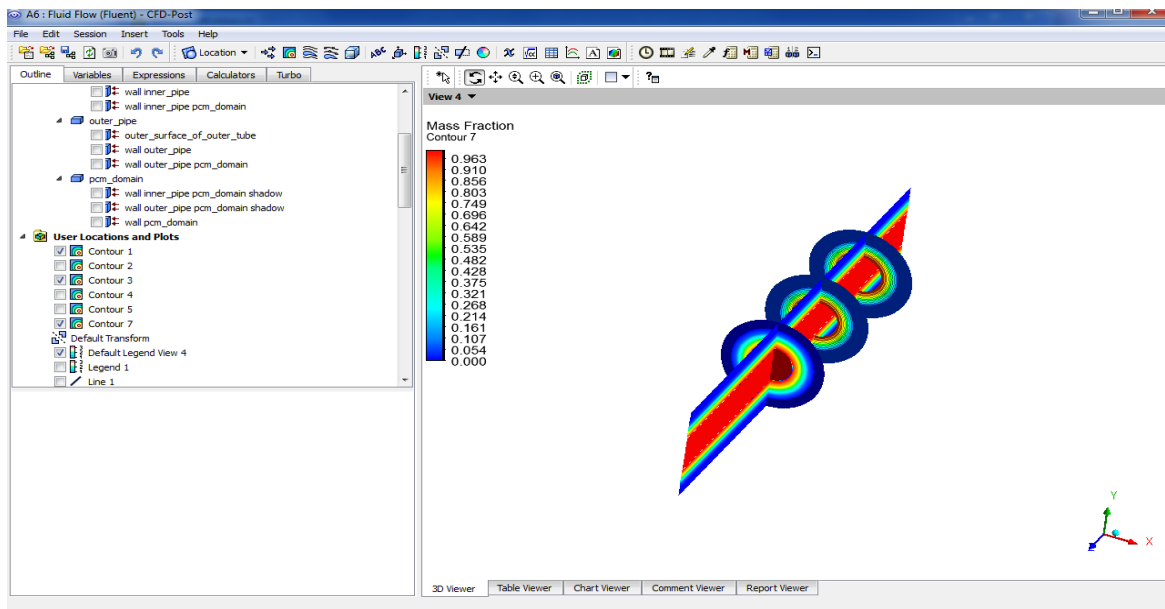 A6 : Fluid Flow (Fluent) - CFD-Post
File Edit Session Insert Tools Help
Location
Outline Variables Expressions Calculators Turbo
wall inner_pipe
wall inner_pipe pcm_domain
outer_pipe
outer_surface_of_outer_tube
wall outer_pipe
wall outer_pipe pcm_domain
pcm_domain
wall inner_pipe pcm_domain shadow
wall outer_pipe pcm_domain shadow
wall pcm_domain
User Locations and Plots
Contour 1
Contour 2
Contour 3
Contour 4
Contour 5
Contour 7
Default Transform
Default Legend View 4
Legend 1
Line 1
View 4
Mass Fraction
Contour 7
0.963
0.910
0.856
0.803
0.749
0.696
0.642
0.589
0.535
0.482
0.428
0.375
0.321
0.268
0.214
0.161
0.107
0.054
0.000
Y
X
Z
3D Viewer Table Viewer Chart Viewer Comment Viewer Report Viewer